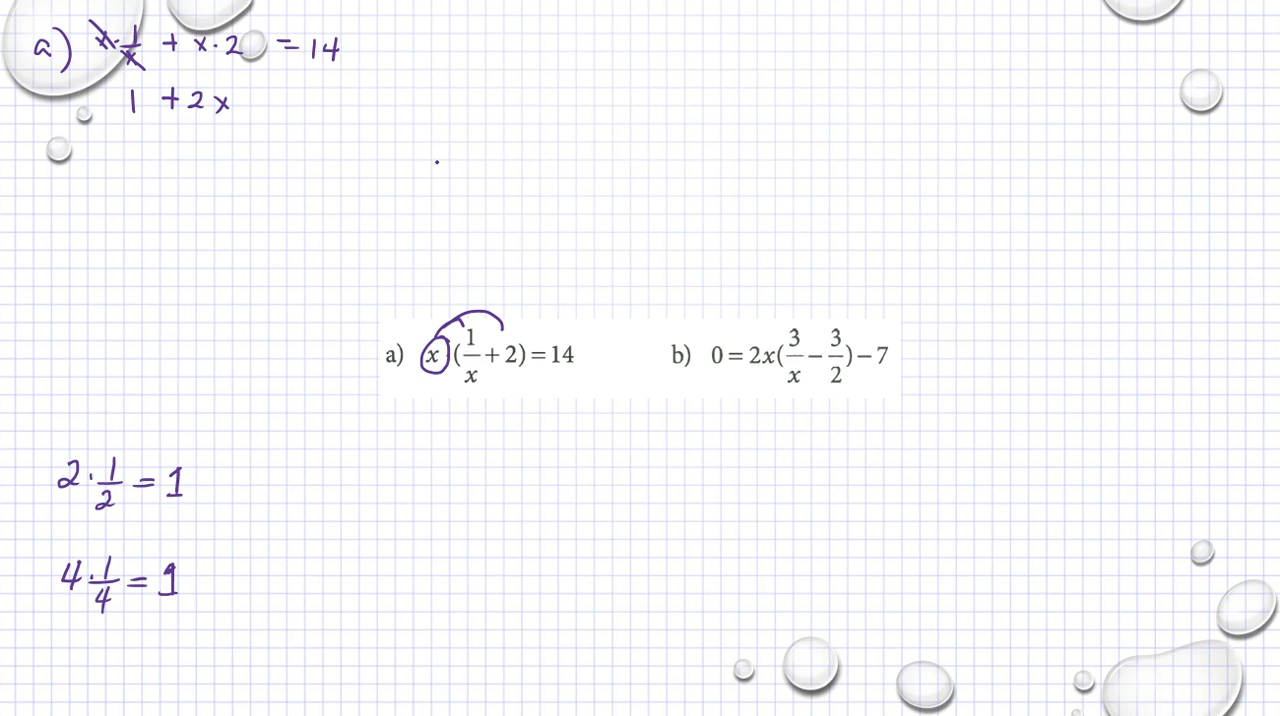 a) x · 1/x + x · 2 = 14
1 + 2x
a) x · (1/x + 2) = 14
b) 0 = 2x(3/x − 3/2) − 7
2 · 1/2 = 1
4 · 1/4 = 1